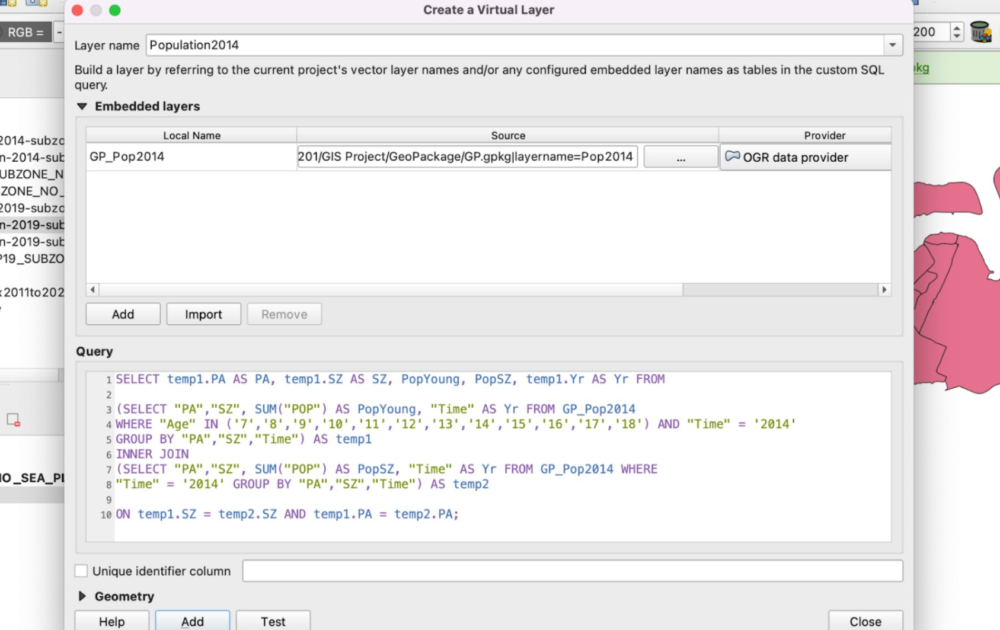 Create a Virtual Layer
RGB =
200
Layer name Population2014
Build a layer by referring to the current project's vector layer names and/or any configured embedded layer names as tables in the custom SQL
query.
kg
Embedded layers
Local Name Source Provider
GP_Pop2014 201/GIS Project/GeoPackage/GP.gpkg|layername=Pop2014 ... OGR data provider
2014-subzo
n-2014-sub
UBZONE_N
ZONE_NO_
2019-subzo
n-2019-sub
n-2019-sub
P19_SUBZO
2011to202
Add Import Remove
Query
1 SELECT temp1.PA AS PA, temp1.SZ AS SZ, PopYoung, PopSZ, temp1.Yr AS Yr FROM
2
3 (SELECT "PA","SZ", SUM("POP") AS PopYoung, "Time" AS Yr FROM GP_Pop2014
4 WHERE "Age" IN ('7','8','9','10','11','12','13','14','15','16','17','18') AND "Time" = '2014'
5 GROUP BY "PA","SZ","Time") AS temp1
6 INNER JOIN
7 (SELECT "PA","SZ", SUM("POP") AS PopSZ, "Time" AS Yr FROM GP_Pop2014 WHERE
8 "Time" = '2014' GROUP BY "PA","SZ","Time") AS temp2
9
10 ON temp1.SZ = temp2.SZ AND temp1.PA = temp2.PA;
IO_SEA_PL
Unique identifier column
Geometry
Help Add Test Close